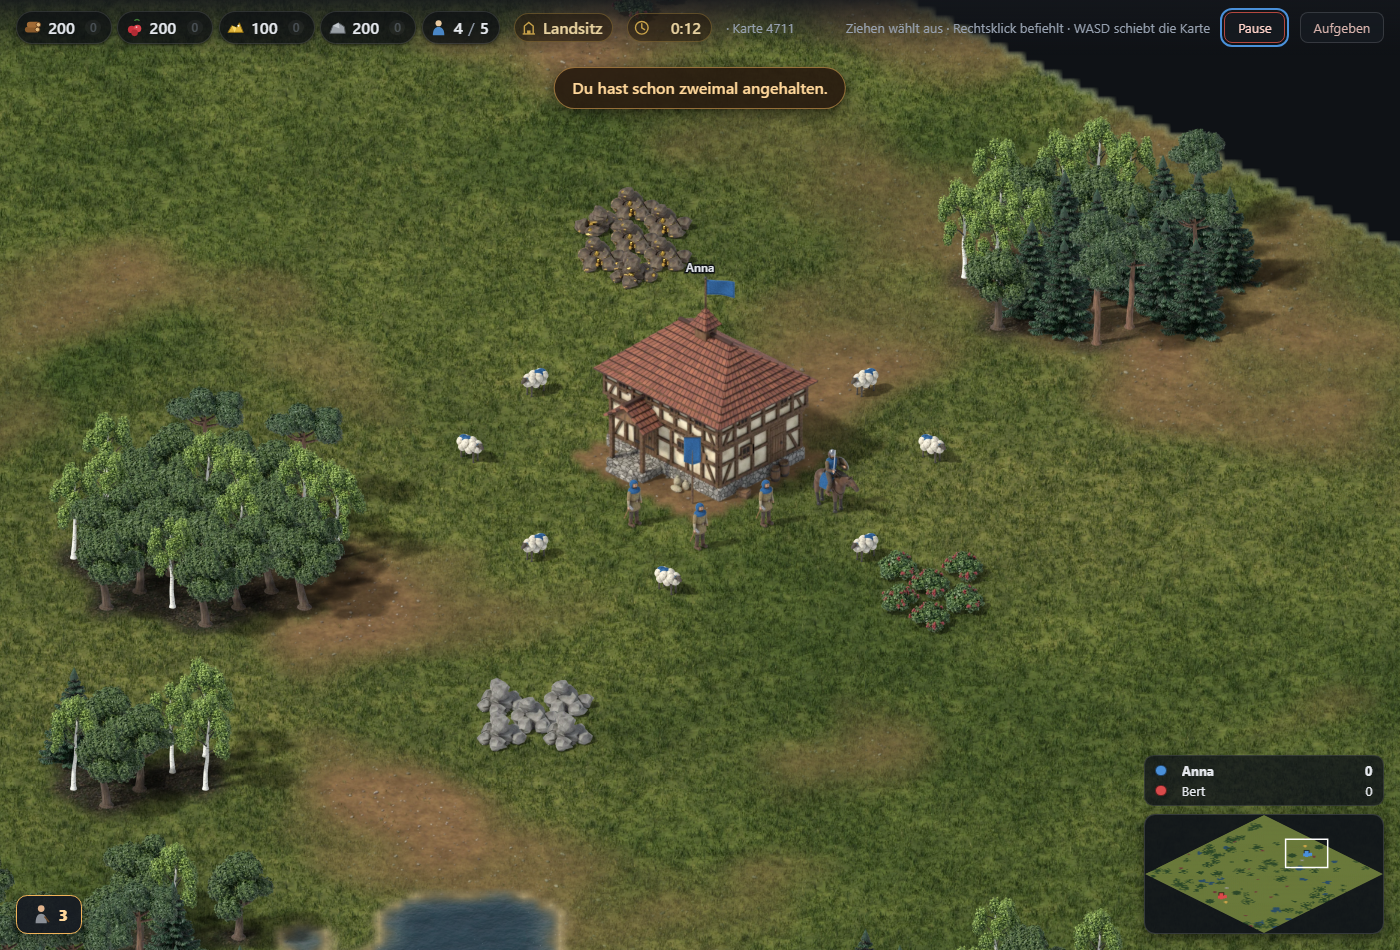 200 0 200 0 100 0 200 0 4 / 5 Landsitz 0:12 · Karte 4711 Ziehen wählt aus · Rechtsklick befiehlt · WASD schiebt die Karte Pause Aufgeben
Du hast schon zweimal angehalten.
Anna
Anna 0
Bert 0
3